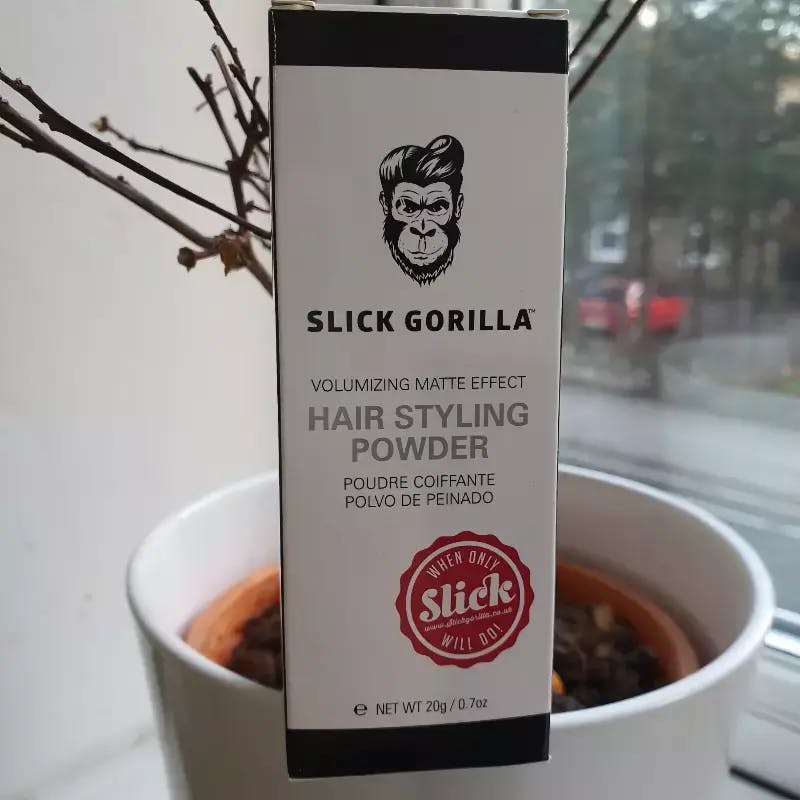 SLICK GORILLA™
VOLUMIZING MATTE EFFECT
HAIR STYLING
POWDER
POUDRE COIFFANTE
POLVO DE PEINADO
WHEN ONLY
Slick
www.slickgorilla.co.uk
WILL DO!
℮ NET WT 20g / 0.7oz